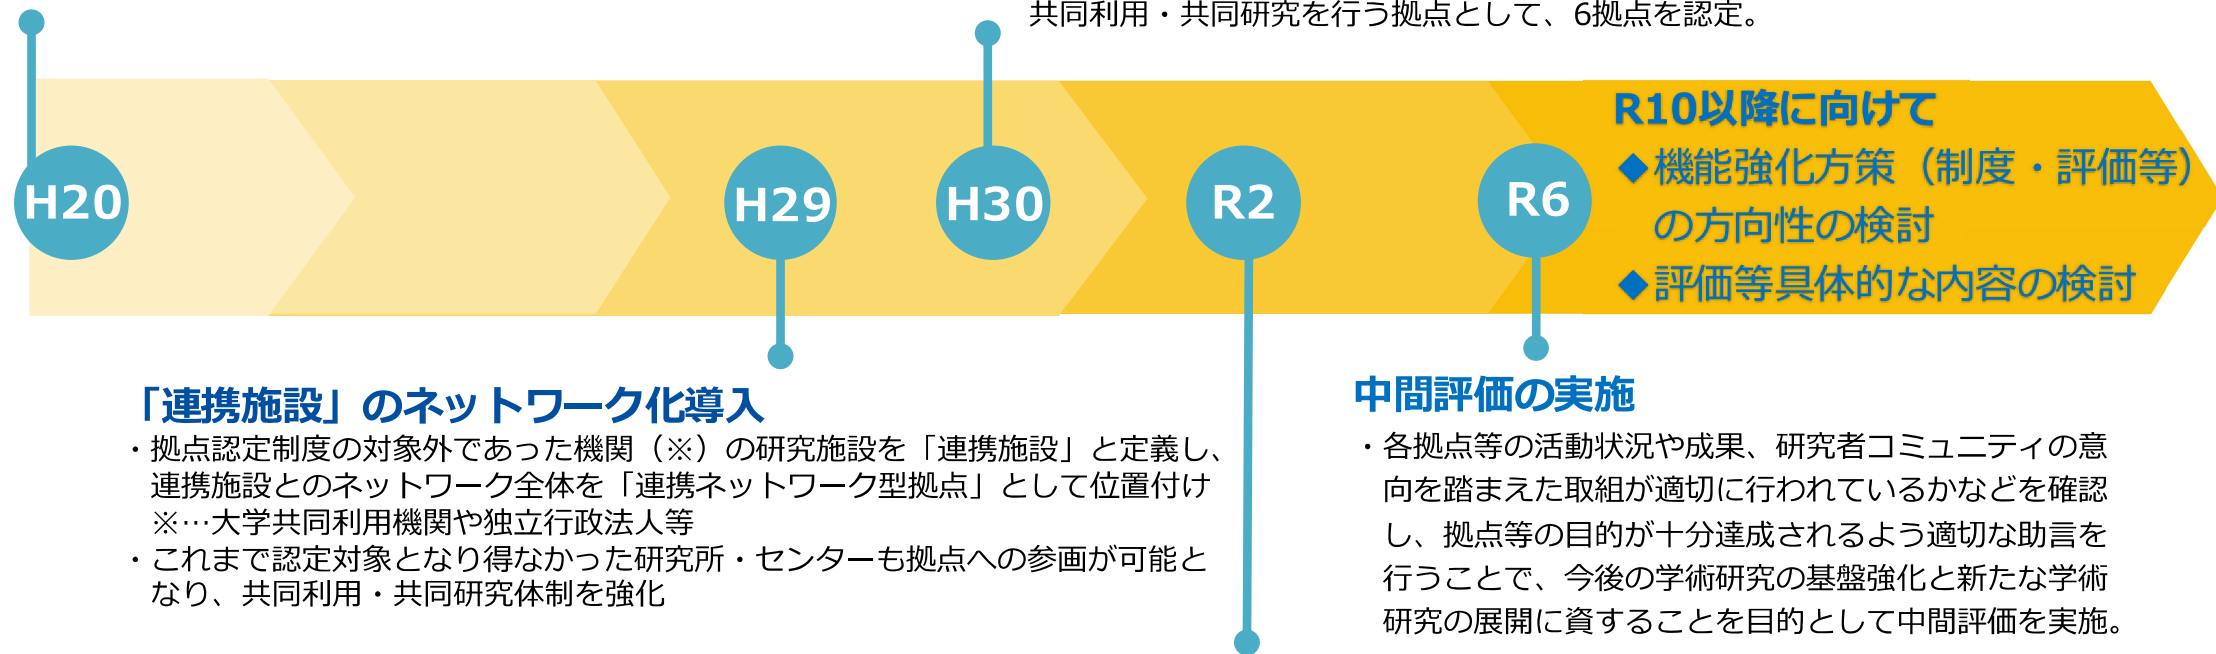 共同利用・共同研究を行う拠点として、6拠点を認定。
H20
H29
H30
R2
R6
R10以降に向けて
◆機能強化方策（制度・評価等）
の方向性の検討
◆評価等具体的な内容の検討
「連携施設」のネットワーク化導入
・拠点認定制度の対象外であった機関（※）の研究施設を「連携施設」と定義し、
連携施設とのネットワーク全体を「連携ネットワーク型拠点」として位置付け
※…大学共同利用機関や独立行政法人等
・これまで認定対象となり得なかった研究所・センターも拠点への参画が可能と
なり、共同利用・共同研究体制を強化
中間評価の実施
・各拠点等の活動状況や成果、研究者コミュニティの意
向を踏まえた取組が適切に行われているかなどを確認
し、拠点等の目的が十分達成されるよう適切な助言を
行うことで、今後の学術研究の基盤強化と新たな学術
研究の展開に資することを目的として中間評価を実施。